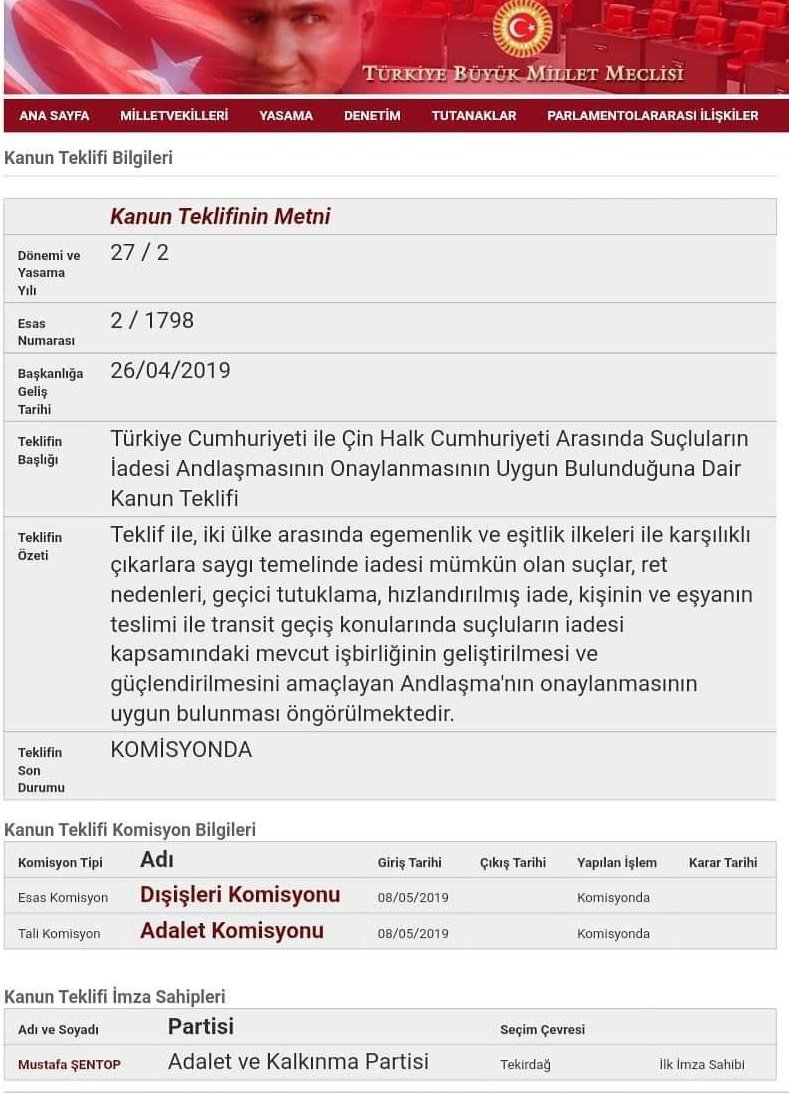 TÜRKİYE BÜYÜK MİLLET MECLİSİ
ANA SAYFA MİLLETVEKİLLERİ YASAMA DENETİM TUTANAKLAR PARLAMENTOLARARASI İLİŞKİLER
Kanun Teklifi Bilgileri
Kanun Teklifinin Metni
Dönemi ve Yasama Yılı 27 / 2
Esas Numarası 2 / 1798
Başkanlığa Geliş Tarihi 26/04/2019
Teklifin Başlığı
Türkiye Cumhuriyeti ile Çin Halk Cumhuriyeti Arasında Suçluların
İadesi Andlaşmasının Onaylanmasının Uygun Bulunduğuna Dair
Kanun Teklifi
Teklifin Özeti
Teklif ile, iki ülke arasında egemenlik ve eşitlik ilkeleri ile karşılıklı
çıkarlara saygı temelinde iadesi mümkün olan suçlar, ret
nedenleri, geçici tutuklama, hızlandırılmış iade, kişinin ve eşyanın
teslimi ile transit geçiş konularında suçluların iadesi
kapsamındaki mevcut işbirliğinin geliştirilmesi ve
güçlendirilmesini amaçlayan Andlaşma'nın onaylanmasının
uygun bulunması öngörülmektedir.
Teklifin Son Durumu KOMİSYONDA
Kanun Teklifi Komisyon Bilgileri
Komisyon Tipi Adı Giriş Tarihi Çıkış Tarihi Yapılan İşlem Karar Tarihi
Esas Komisyon Dışişleri Komisyonu 08/05/2019 Komisyonda
Tali Komisyon Adalet Komisyonu 08/05/2019 Komisyonda
Kanun Teklifi İmza Sahipleri
Adı ve Soyadı Partisi Seçim Çevresi
Mustafa ŞENTOP Adalet ve Kalkınma Partisi Tekirdağ İlk İmza Sahibi